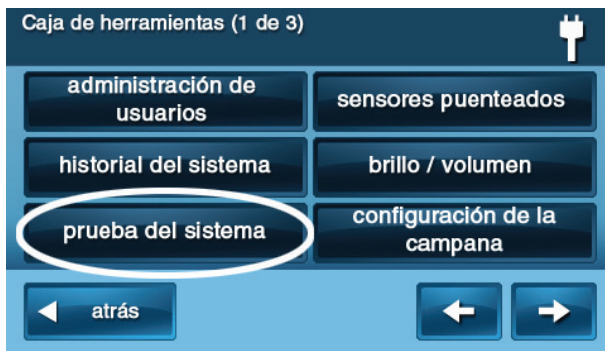 Caja de herramientas (1 de 3)
administración de
usuarios
sensores puenteados
historial del sistema
brillo / volumen
prueba del sistema
configuración de la
campana
atrás